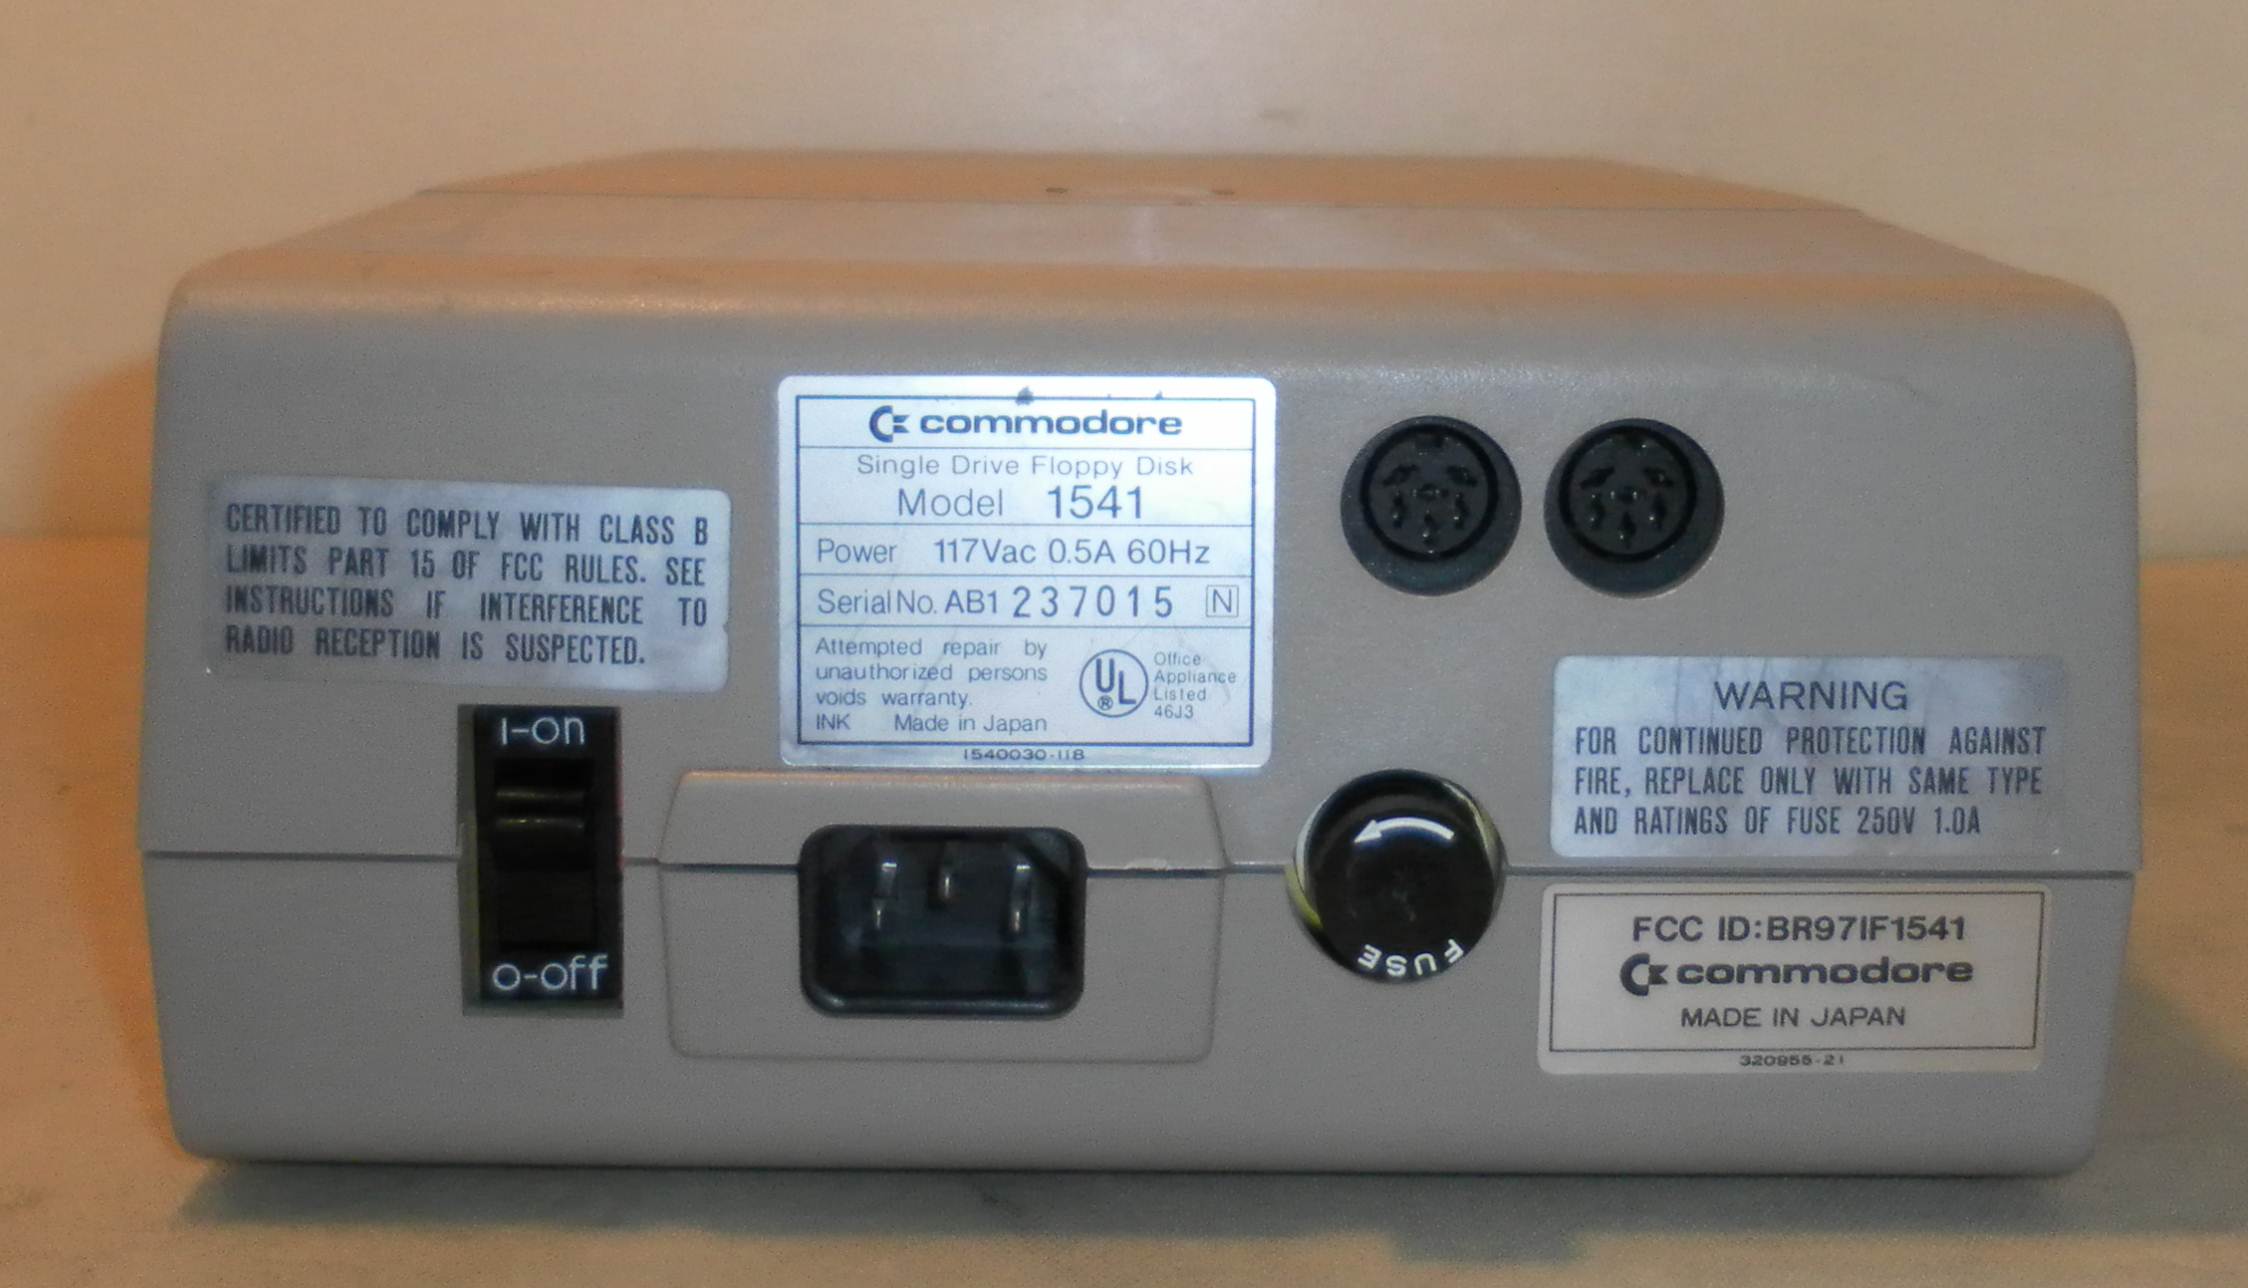 CERTIFIED TO COMPLY WITH CLASS B
LIMITS PART 15 OF FCC RULES. SEE
INSTRUCTIONS IF INTERFERENCE TO
RADIO RECEPTION IS SUSPECTED.
commodore
Single Drive Floppy Disk
Model 1541
Power 117Vac 0.5A 60Hz
Serial No. AB1 237015 N
Attempted repair by
unauthorized persons
voids warranty.
INK Made in Japan
UL ®
Office
Appliance
Listed
46J3
1540030-118
I-on
O-off
FUSE
WARNING
FOR CONTINUED PROTECTION AGAINST
FIRE, REPLACE ONLY WITH SAME TYPE
AND RATINGS OF FUSE 250V 1.0A
FCC ID:BR97IF1541
commodore
MADE IN JAPAN
320955-21